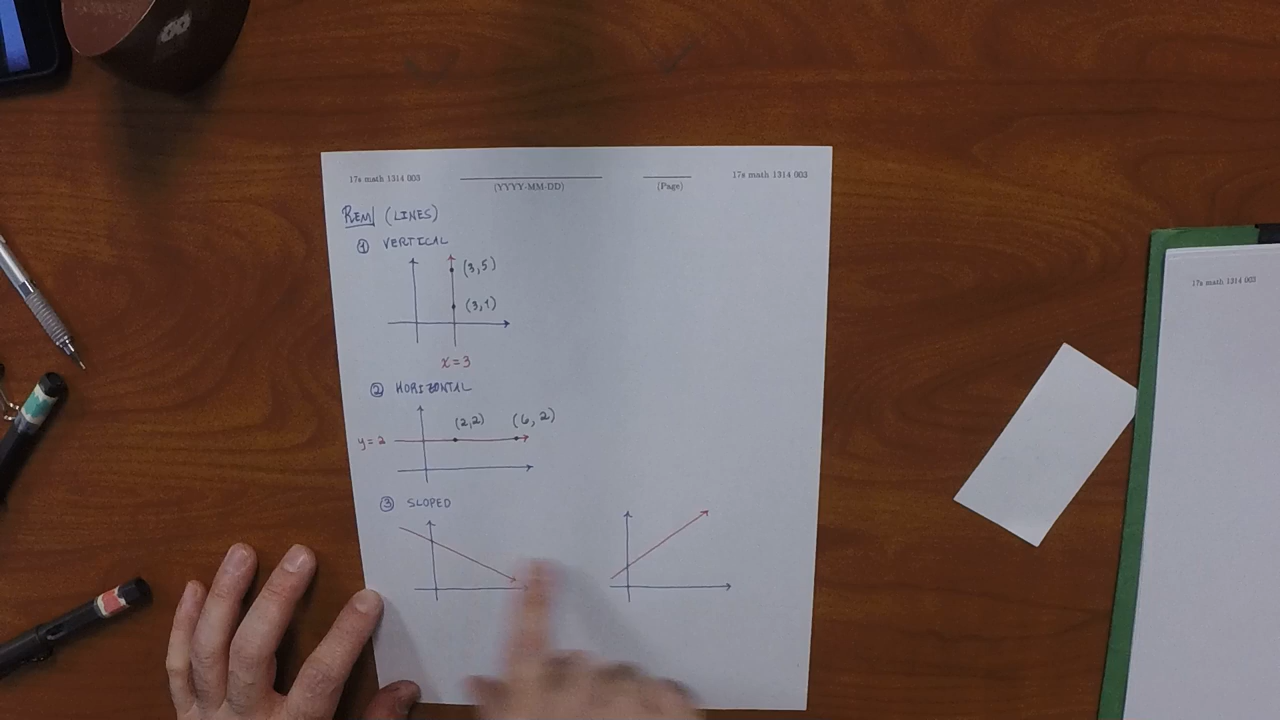 17s math 1314 003
(YYYY-MM-DD)
(Page)
17s math 1314 003
REM (LINES)
① VERTICAL
(3,5)
(3,1)
x=3
② HORIZONTAL
(2,2)
(6,2)
y=2
③ SLOPED
17s math 1314 003